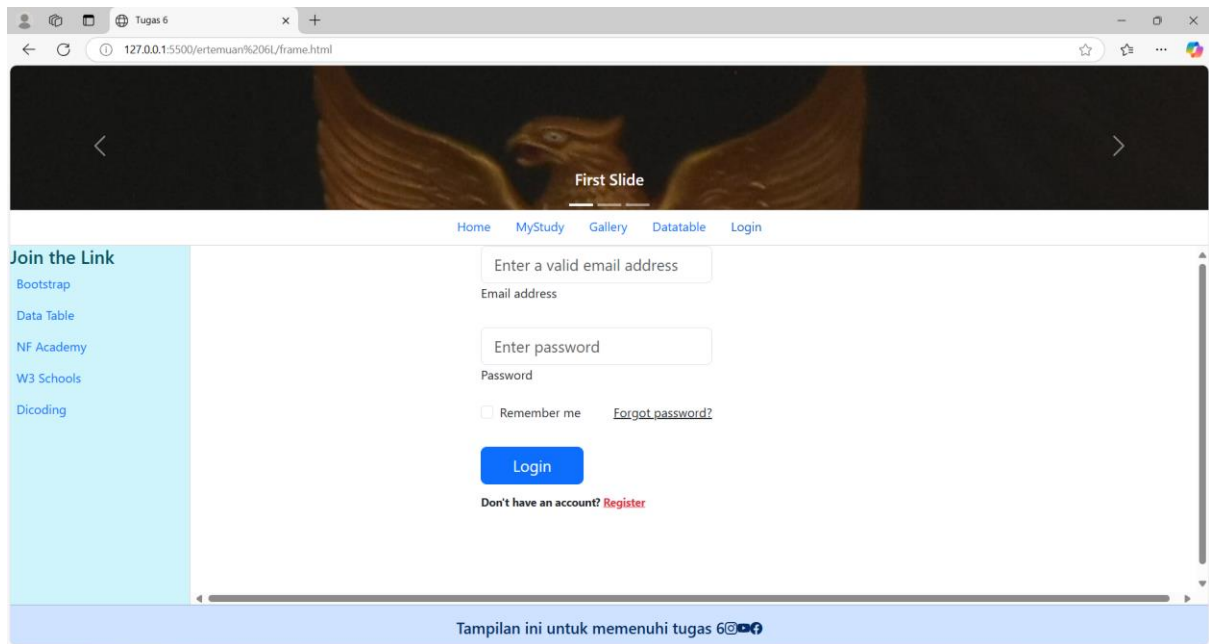 Tugas 6
127.0.0.1:5500/ertemuan%206L/frame.html
First Slide
Home MyStudy Gallery Datatable Login
Join the Link
Bootstrap
Data Table
NF Academy
W3 Schools
Dicoding
Enter a valid email address
Email address
Enter password
Password
Remember me Forgot password?
Login
Don't have an account? Register
Tampilan ini untuk memenuhi tugas 6